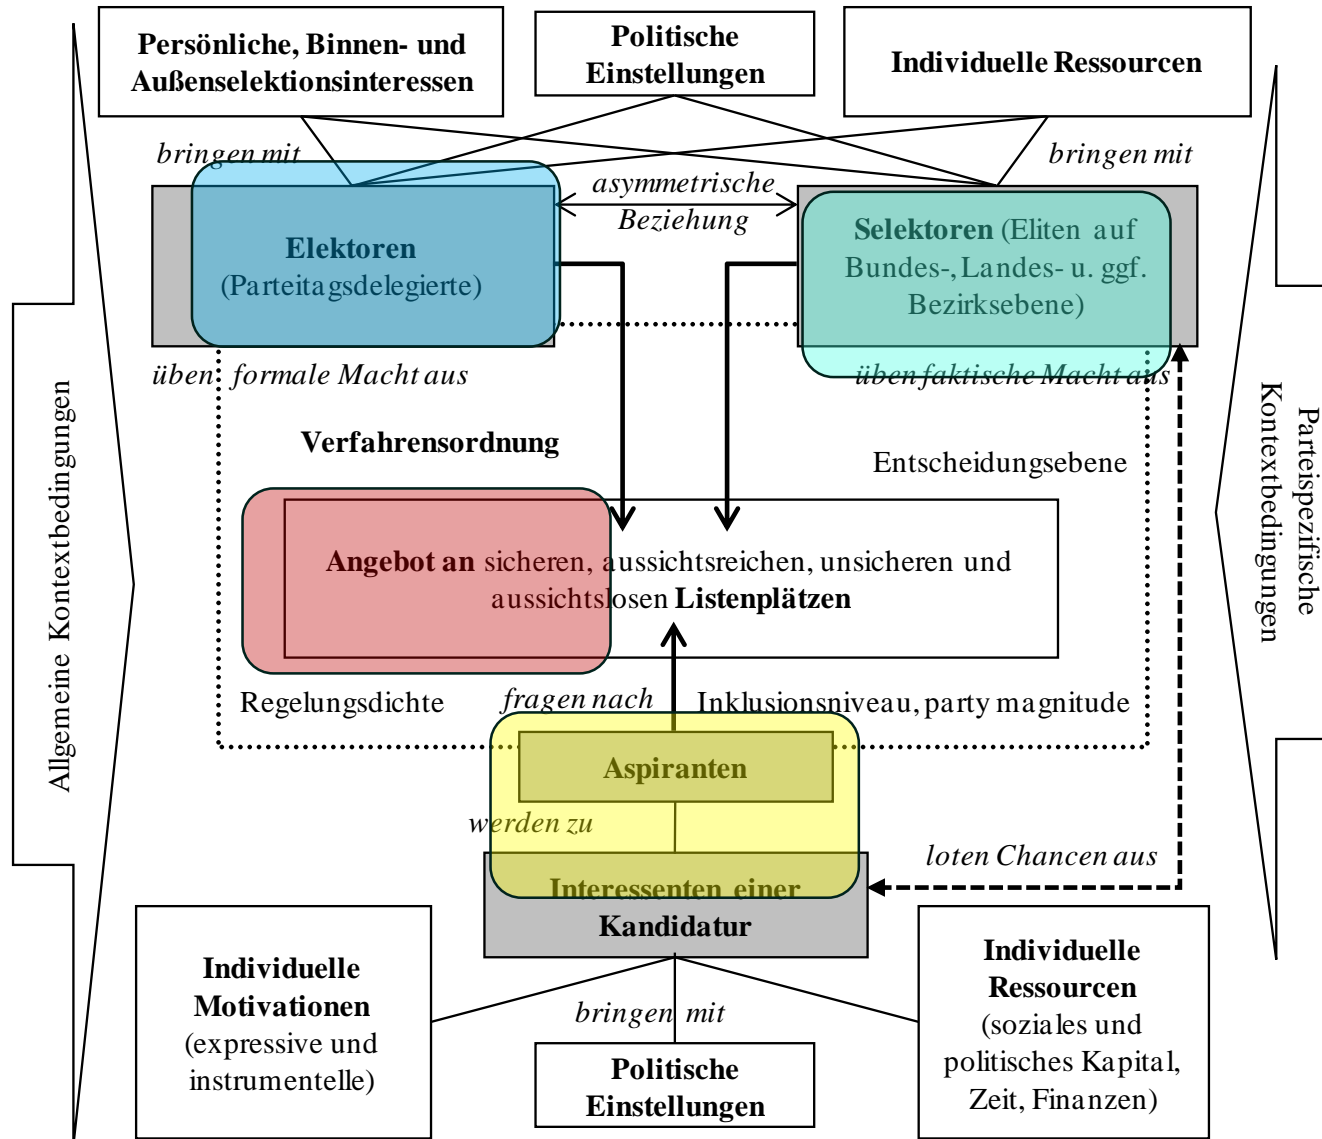 Persönliche, Binnen- und
Außenselektionsinteressen
Politische
Einstellungen
Individuelle Ressourcen
bringen mit
bringen mit
asymmetrische
Beziehung
Elektoren
(Parteitagsdelegierte)
Selektoren (Eliten auf
Bundes-, Landes- u. ggf.
Bezirksebene)
üben formale Macht aus
üben faktische Macht aus
Allgemeine Kontextbedingungen
Parteispezifische
Kontextbedingungen
Verfahrensordnung
Entscheidungsebene
Angebot an sicheren, aussichtsreichen, unsicheren und
aussichtslosen Listenplätzen
Regelungsdichte
fragen nach
Inklusionsniveau, party magnitude
Aspiranten
werden zu
loten Chancen aus
Interessenten einer
Kandidatur
Individuelle
Motivationen
(expressive und
instrumentelle)
bringen mit
Politische
Einstellungen
Individuelle
Ressourcen
(soziales und
politisches Kapital,
Zeit, Finanzen)